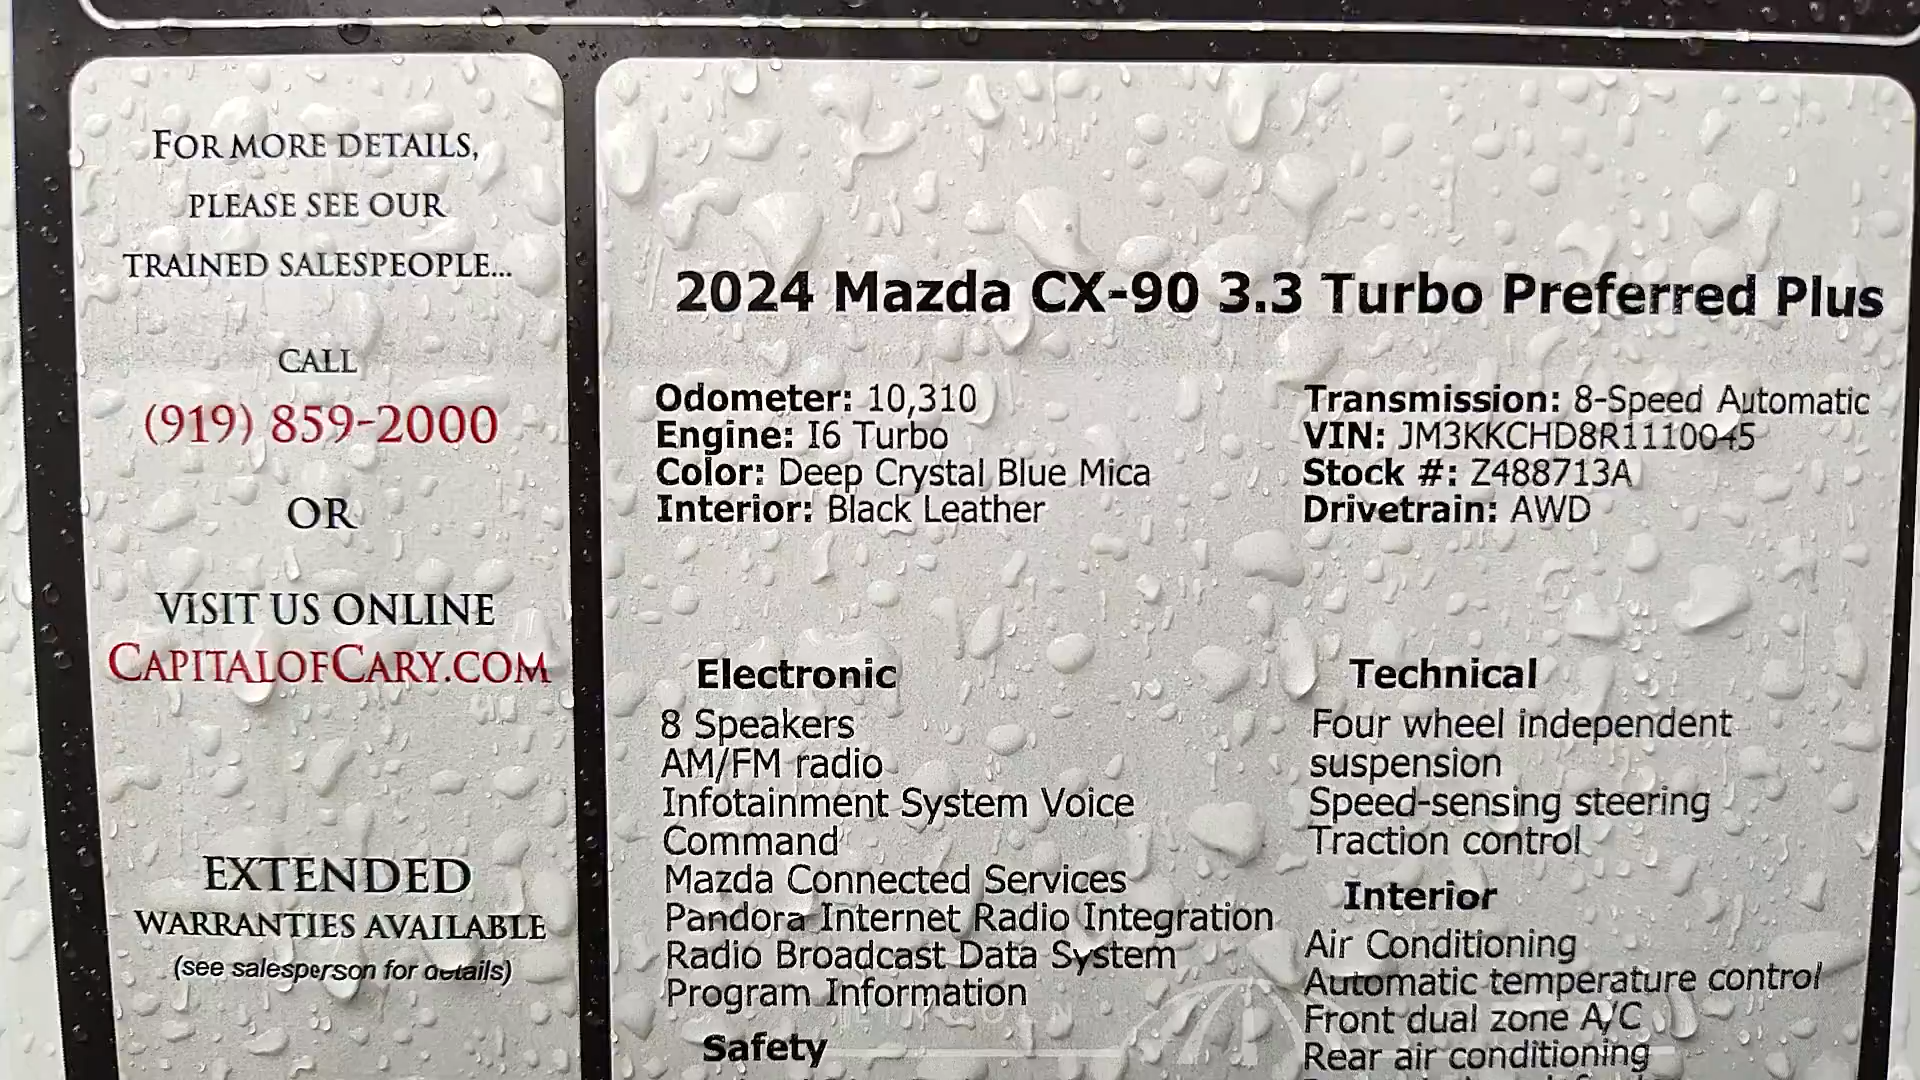 FOR MORE DETAILS,
PLEASE SEE OUR
TRAINED SALESPEOPLE...
CALL
(919) 859-2000
OR
VISIT US ONLINE
CAPITALOFCARY.COM
EXTENDED
WARRANTIES AVAILABLE
(see salesperson for details)
2024 Mazda CX-90 3.3 Turbo Preferred Plus
Odometer: 10,310
Engine: I6 Turbo
Color: Deep Crystal Blue Mica
Interior: Black Leather
Transmission: 8-Speed Automatic
VIN: JM3KKCHD8R1110045
Stock #: Z488713A
Drivetrain: AWD
Electronic
8 Speakers
AM/FM radio
Infotainment System Voice
Command
Mazda Connected Services
Pandora Internet Radio Integration
Radio Broadcast Data System
Program Information
Safety
Technical
Four wheel independent
suspension
Speed-sensing steering
Traction control
Interior
Air Conditioning
Automatic temperature control
Front dual zone A/C
Rear air conditioning
LINCOLN